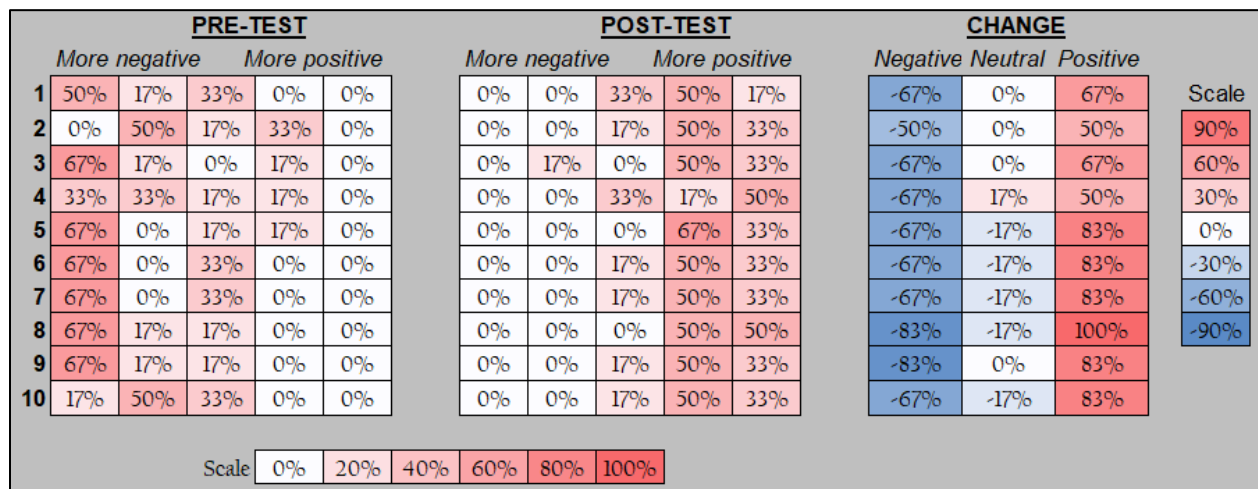 PRE-TEST POST-TEST CHANGE
More negative More positive More negative More positive Negative Neutral Positive
1 50% 17% 33% 0% 0% 0% 0% 33% 50% 17% -67% 0% 67% Scale
2 0% 50% 17% 33% 0% 0% 0% 17% 50% 33% -50% 0% 50% 90%
3 67% 17% 0% 17% 0% 0% 17% 0% 50% 33% -67% 0% 67% 60%
4 33% 33% 17% 17% 0% 0% 0% 33% 17% 50% -67% 17% 50% 30%
5 67% 0% 17% 17% 0% 0% 0% 0% 67% 33% -67% -17% 83% 0%
6 67% 0% 33% 0% 0% 0% 0% 17% 50% 33% -67% -17% 83% -30%
7 67% 0% 33% 0% 0% 0% 0% 17% 50% 33% -67% -17% 83% -60%
8 67% 17% 17% 0% 0% 0% 0% 0% 50% 50% -83% -17% 100% -90%
9 67% 17% 17% 0% 0% 0% 0% 17% 50% 33% -83% 0% 83%
10 17% 50% 33% 0% 0% 0% 0% 17% 50% 33% -67% -17% 83%
Scale 0% 20% 40% 60% 80% 100%